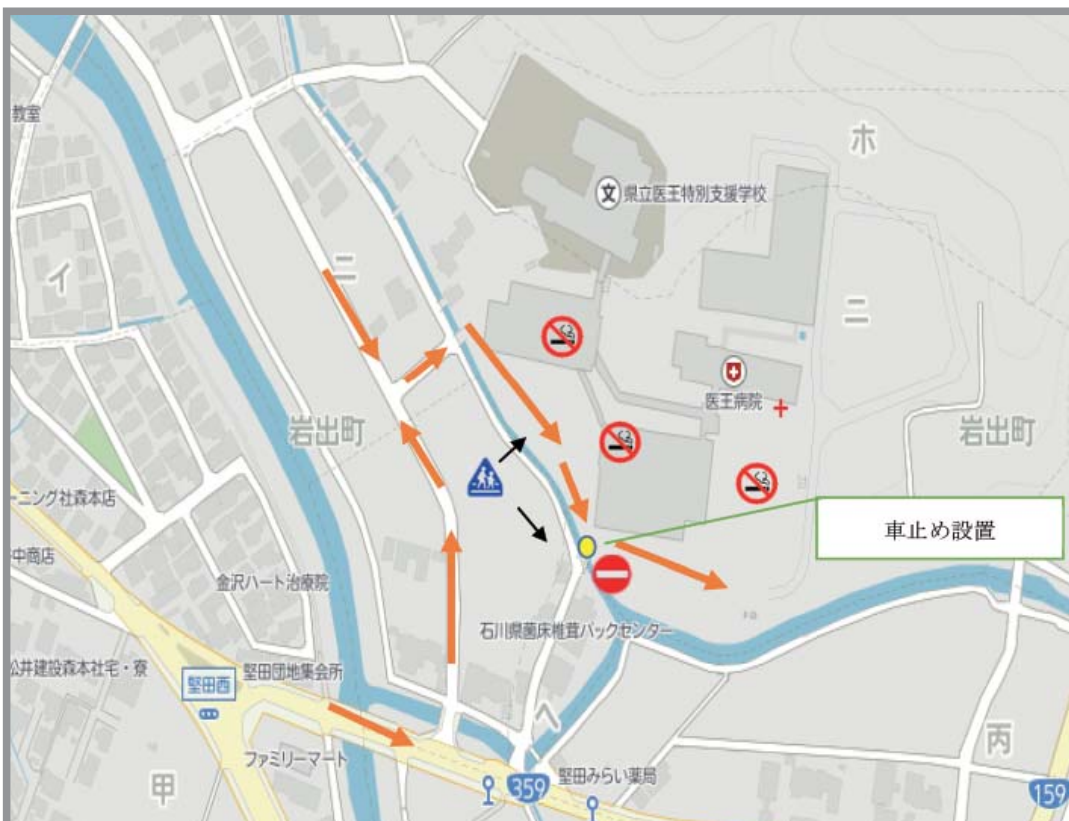 教室
ホ
文
県立医王特別支援学校
ニ
イ
ニ
医王病院
岩出町
岩出町
ーニング社森本店
車止め設置
中商店
金沢ハート治療院
石川県菌床椎茸パックセンター
松井建設森本社宅・寮
堅田団地集会所
堅田西
ヘ
丙
ファミリーマート
堅田みらい薬局
甲
359
159